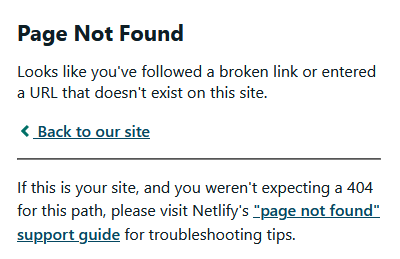 Page Not Found
Looks like you've followed a broken link or entered
a URL that doesn't exist on this site.
Back to our site
If this is your site, and you weren't expecting a 404
for this path, please visit Netlify's "page not found"
support guide for troubleshooting tips.